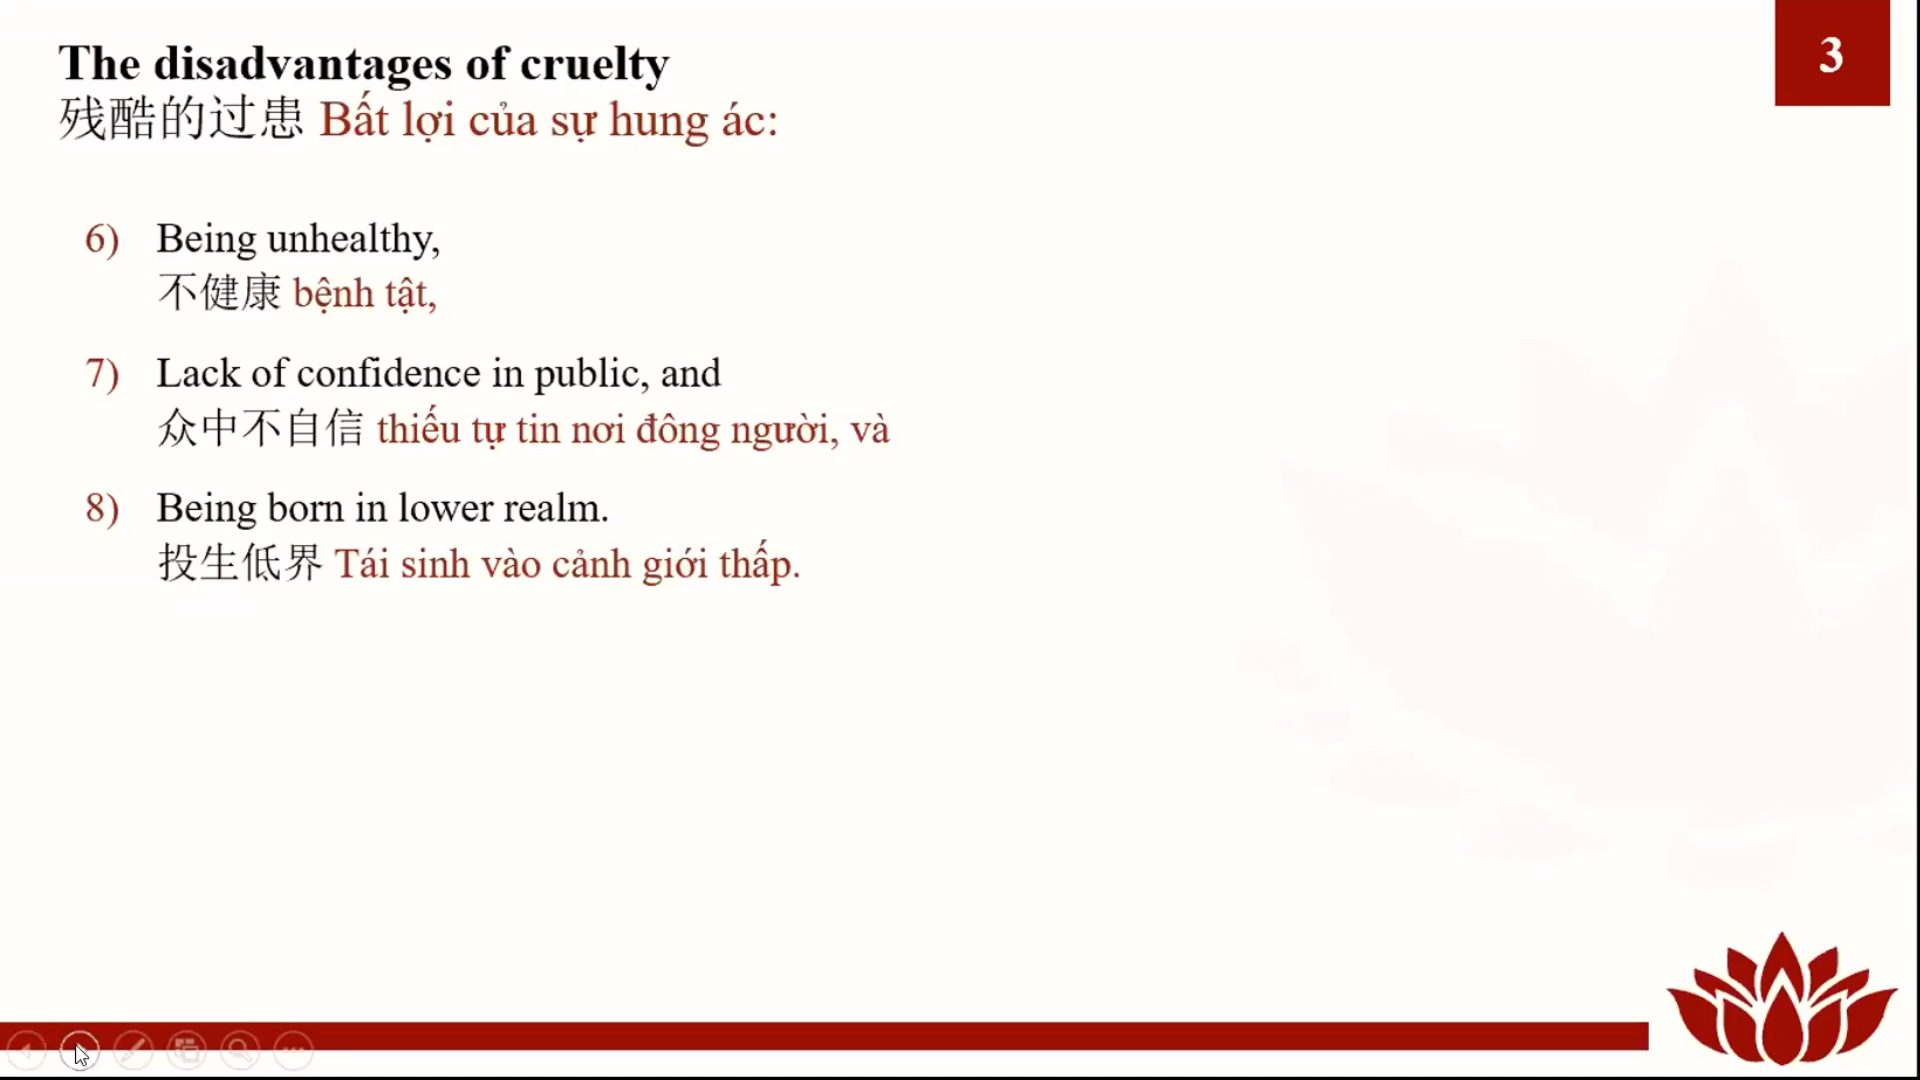 The disadvantages of cruelty
残酷的过患 Bất lợi của sự hung ác:
3
6) Being unhealthy,
不健康 bệnh tật,
7) Lack of confidence in public, and
众中不自信 thiếu tự tin nơi đông người, và
8) Being born in lower realm.
投生低界 Tái sinh vào cảnh giới thấp.